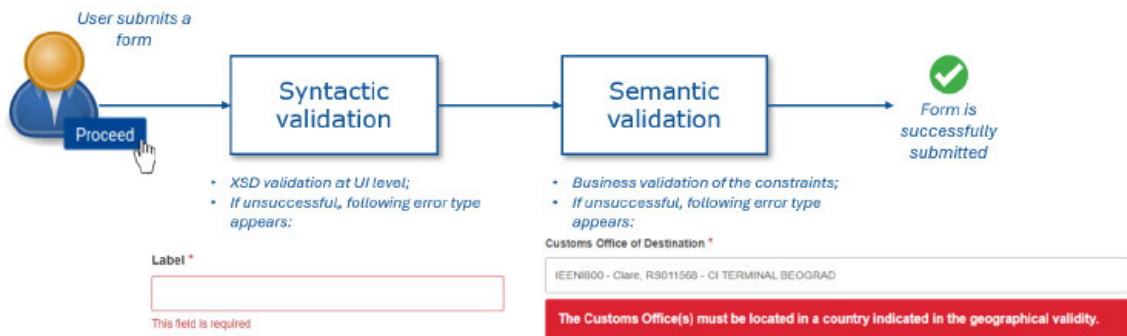 User submits a
form
Proceed
Syntactic
validation
Semantic
validation
Form is
successfully
submitted
• XSD validation at UI level;
• If unsuccessful, following error type
appears:
• Business validation of the constraints;
• If unsuccessful, following error type
appears:
Label *
This field is required
Customs Office of Destination *
IEENI800 - Clare, RS011568 - CI TERMINAL BEOGRAD
The Customs Office(s) must be located in a country indicated in the geographical validity.